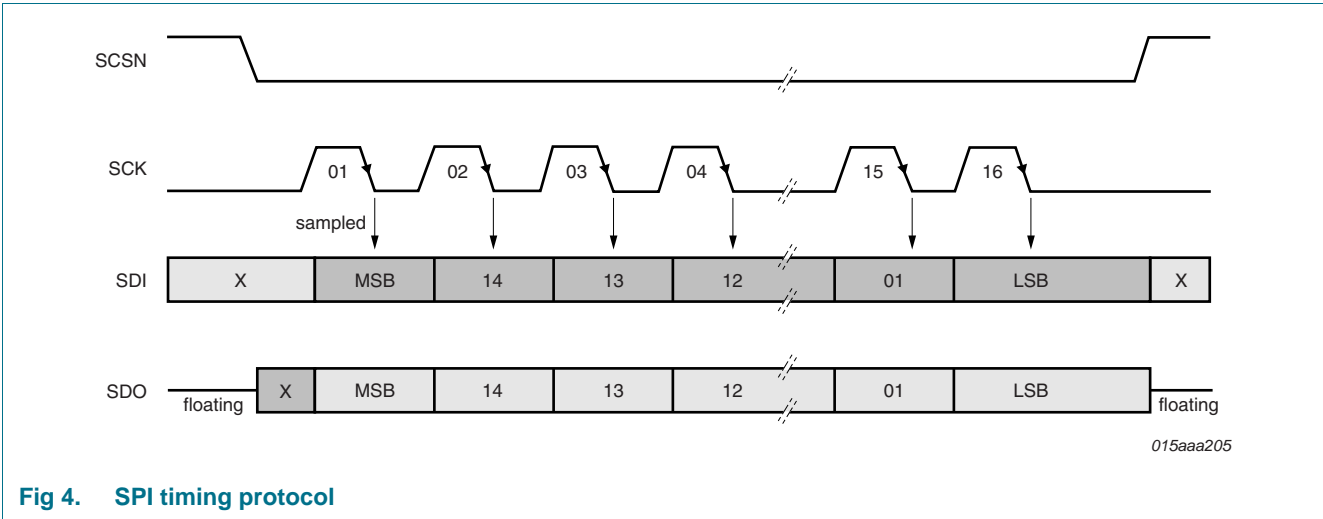 SCSN
SCK
01 02 03 04 15 16
sampled
SDI
X MSB 14 13 12 01 LSB X
SDO
floating X MSB 14 13 12 01 LSB floating
015aaa205
Fig 4. SPI timing protocol